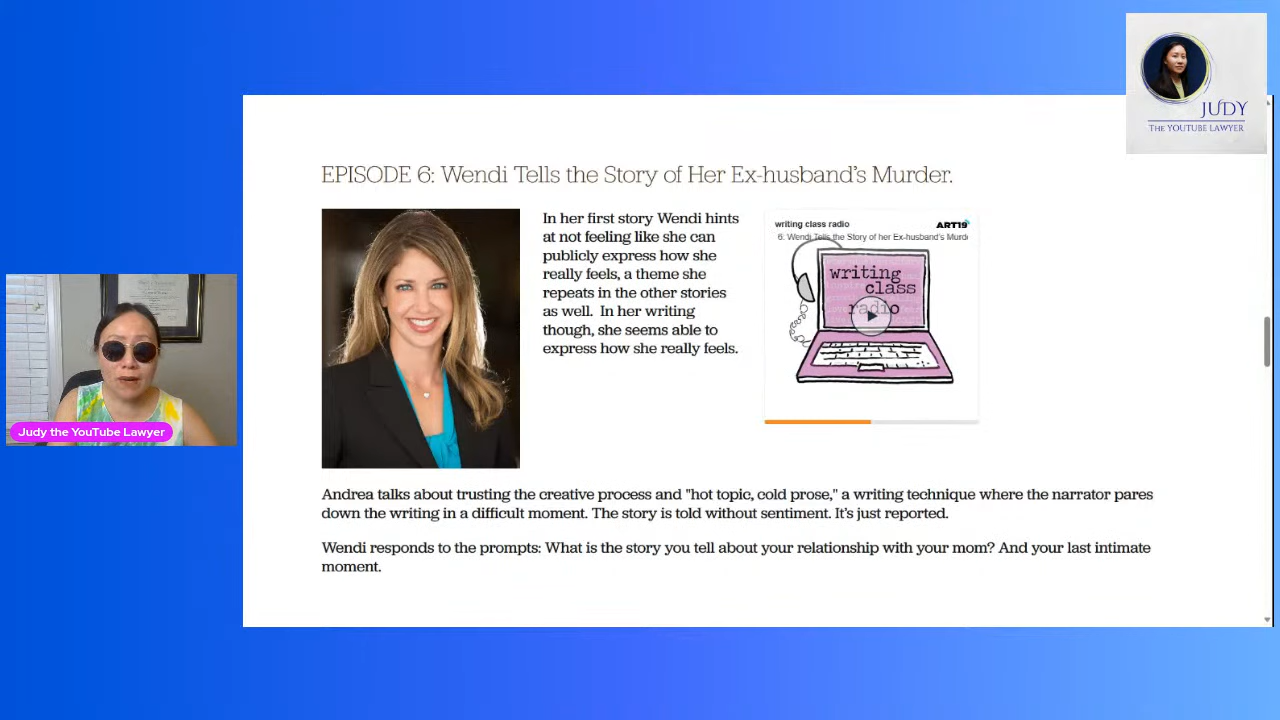 JUDY
THE YOUTUBE LAWYER
EPISODE 6: Wendi Tells the Story of Her Ex-husband's Murder.
In her first story Wendi hints
at not feeling like she can
publicly express how she
really feels, a theme she
repeats in the other stories
as well.  In her writing
though, she seems able to
express how she really feels.
writing class radio
ART19
6. Wendi Tells the Story of her Ex-husband's Murde
writing
class
radio
Judy the YouTube Lawyer
Andrea talks about trusting the creative process and "hot topic, cold prose," a writing technique where the narrator pares
down the writing in a difficult moment. The story is told without sentiment. It's just reported.
Wendi responds to the prompts: What is the story you tell about your relationship with your mom? And your last intimate
moment.